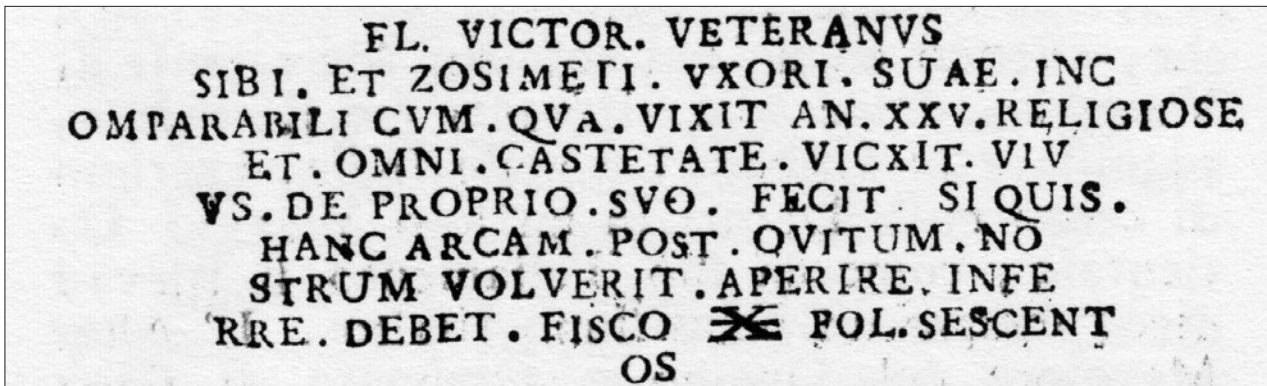 FL. VICTOR. VETERANVS
SIBI. ET ZOSIMETI. VXORI. SUAE. INC
OMPARABILI CVM. QVA. VIXIT AN. XXV. RELIGIOSE
ET. OMNI. CASTETATE. VICXIT. VIV
VS. DE PROPRIO. SVO. FECIT SI QUIS.
HANC ARCAM. POST. OVITUM. NO
STRUM VOLVERIT. APERIRE. INFE
RRE. DEBET. FISCO 𐆖 FOL. SESCENT
OS